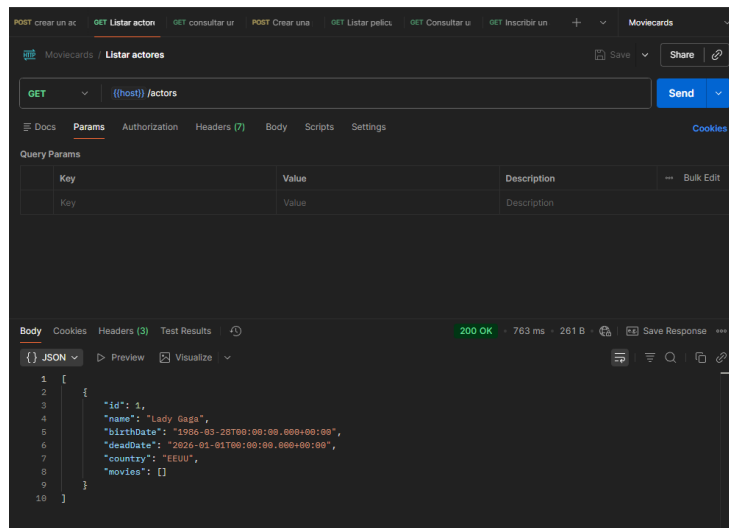 POST crear un ac GET Listar acton GET consultar ur POST Crear una GET Listar pelicu GET Consultar u GET Inscribir un Moviecards
HTTP Moviecards / Listar actores Save Share
GET {{host}} /actors Send
Docs Params Authorization Headers (7) Body Scripts Settings Cookies
Query Params
Key Value Description Bulk Edit
Key Value Description
Body Cookies Headers (3) Test Results 200 OK 763 ms 261 B Save Response
{} JSON Preview Visualize
1 [
2 {
3 "id": 1,
4 "name": "Lady Gaga",
5 "birthDate": "1986-03-28T00:00:00.000+00:00",
6 "deadDate": "2026-01-01T00:00:00.000+00:00",
7 "country": "EEUU",
8 "movies": []
9 }
10 ]